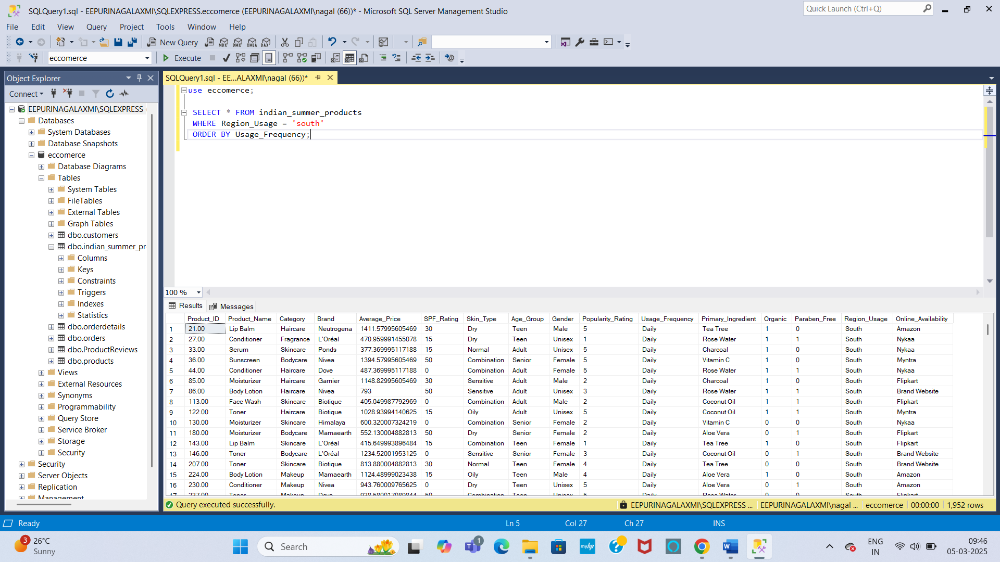 SQLQuery1.sql - EEPURINAGALAXMI\SQLEXPRESS.eccomerce (EEPURINAGALAXMI\nagal (66))* - Microsoft SQL Server Management Studio
Quick Launch (Ctrl+Q)
File Edit View Query Project Tools Window Help
New Query MDX DMX XMLA DAX
eccomerce Execute
Object Explorer
Connect
EEPURINAGALAXMI\SQLEXPRESS (
Databases
System Databases
Database Snapshots
eccomerce
Database Diagrams
Tables
System Tables
FileTables
External Tables
Graph Tables
dbo.customers
dbo.indian_summer_pr
Columns
Keys
Constraints
Triggers
Indexes
Statistics
dbo.orderdetails
dbo.orders
dbo.ProductReviews
dbo.products
Views
External Resources
Synonyms
Programmability
Query Store
Service Broker
Storage
Security
Security
Server Objects
Replication
Management
SQLQuery1.sql - EE...ALAXMI\nagal (66))*
use eccomerce;
SELECT * FROM indian_summer_products
WHERE Region_Usage = 'south'
ORDER BY Usage_Frequency;
100 %
Results Messages
Product_ID Product_Name Category Brand Average_Price SPF_Rating Skin_Type Age_Group Gender Popularity_Rating Usage_Frequency Primary_Ingredient Organic Paraben_Free Region_Usage Online_Availability
1 21.00 Lip Balm Haircare Neutrogena 1411.57995605469 30 Dry Teen Male 5 Daily Tea Tree 1 0 South Amazon
2 27.00 Conditioner Fragrance L'Oréal 470.959991455078 15 Dry Teen Unisex 1 Daily Rose Water 1 1 South Nykaa
3 33.00 Serum Skincare Ponds 377.369995117188 15 Normal Adult Unisex 5 Daily Charcoal 1 0 South Nykaa
4 36.00 Sunscreen Bodycare Nivea 1394.57995605469 50 Combination Senior Female 5 Daily Vitamin C 1 0 South Myntra
5 44.00 Conditioner Haircare Dove 487.369995117188 0 Combination Adult Female 5 Daily Rose Water 1 1 South Nykaa
6 85.00 Moisturizer Haircare Garnier 1148.82995605469 30 Sensitive Adult Male 2 Daily Charcoal 1 0 South Flipkart
7 86.00 Body Lotion Haircare Nivea 793 50 Sensitive Adult Unisex 3 Daily Rose Water 1 1 South Brand Website
8 113.00 Face Wash Skincare Biotique 405.049987792969 0 Combination Adult Male 2 Daily Coconut Oil 1 1 South Flipkart
9 122.00 Toner Haircare Biotique 1028.93994140625 15 Oily Adult Unisex 5 Daily Coconut Oil 1 1 South Myntra
10 130.00 Moisturizer Skincare Himalaya 600.320007324219 0 Combination Senior Female 2 Daily Vitamin C 0 0 South Nykaa
11 180.00 Moisturizer Bodycare Mamaearth 552.130004882813 50 Dry Senior Female 2 Daily Aloe Vera 0 1 South Flipkart
12 143.00 Lip Balm Skincare L'Oréal 415.649993896484 15 Combination Teen Female 1 Daily Tea Tree 1 0 South Flipkart
13 146.00 Toner Bodycare L'Oréal 1234.52001953125 0 Sensitive Senior Female 3 Daily Coconut Oil 0 1 South Brand Website
14 207.00 Toner Skincare Biotique 813.880004882813 30 Normal Teen Female 4 Daily Tea Tree 0 0 South Brand Website
15 224.00 Body Lotion Makeup Mamaearth 1124.48999023438 15 Oily Teen Male 4 Daily Aloe Vera 1 0 South Amazon
16 230.00 Conditioner Makeup Nivea 943.760009765625 0 Dry Teen Unisex 5 Daily Aloe Vera 0 1 South Amazon
17 237.00 Toner Makeup Dove 938.580017089844 50 Combination Teen Unisex 5 Daily Rose Water 0 0 South Flipkart
Query executed successfully. EEPURINAGALAXMI\SQLEXPRESS ... EEPURINAGALAXMI\nagal ... eccomerce 00:00:00 1,952 rows
Ready Ln 5 Col 27 Ch 27 INS
3 26°C
Sunny
Search
1
myhp
ENG
IN
09:46
05-03-2025